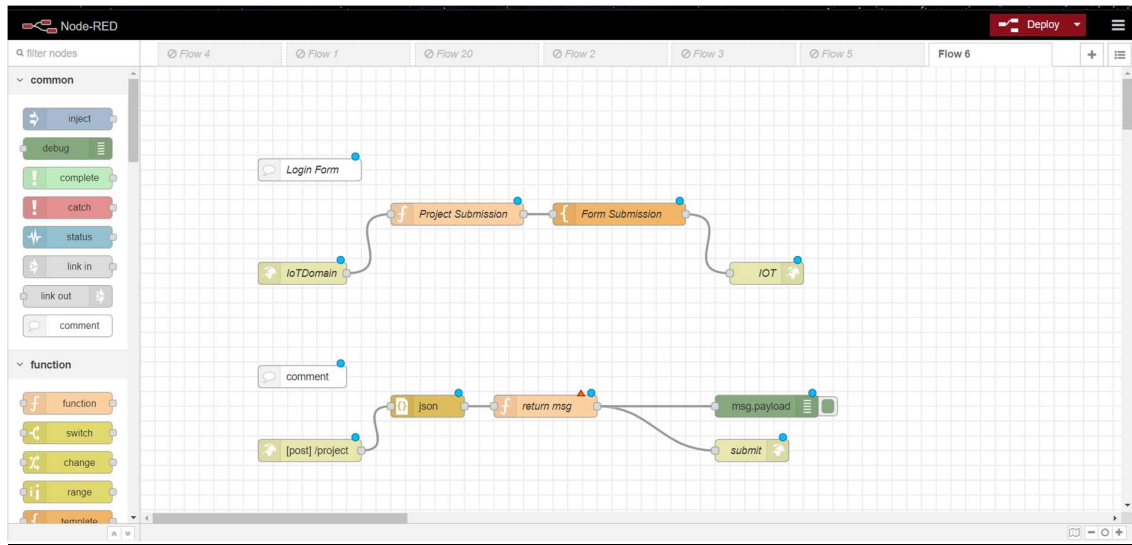 Node-RED
Deploy
filter nodes
Flow 4
Flow 1
Flow 20
Flow 2
Flow 3
Flow 5
Flow 6
common
inject
debug
complete
catch
status
link in
link out
comment
function
function
switch
change
range
template
Login Form
Project Submission
Form Submission
IoTDomain
IOT
comment
json
return msg
msg.payload
[post] /project
submit